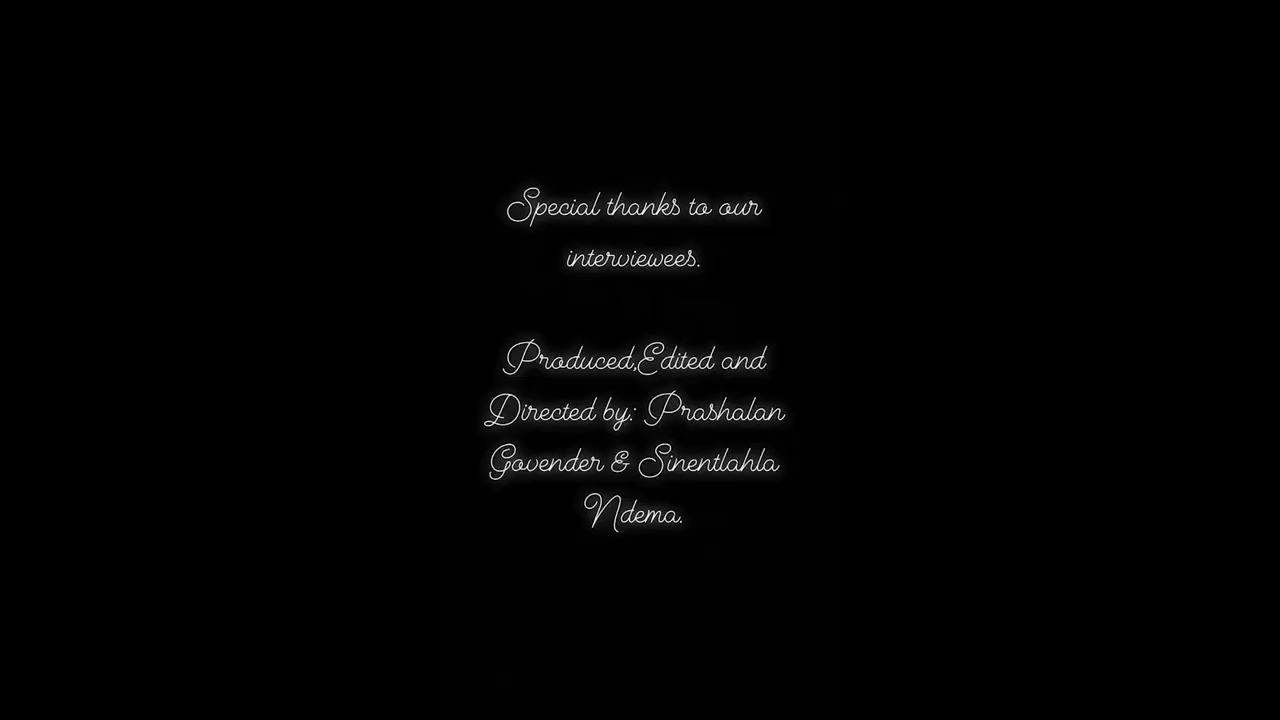 Special thanks to our
interviewees.
Produced,Edited and
Directed by: Prashalan
Govender & Sinentlahla
Ndema.